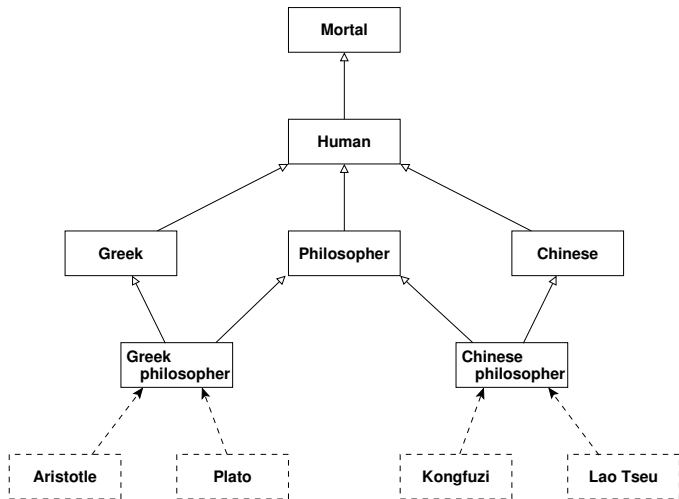 Mortal
Human
Greek
Philosopher
Chinese
Greek
philosopher
Chinese
philosopher
Aristotle
Plato
Kongfuzi
Lao Tseu